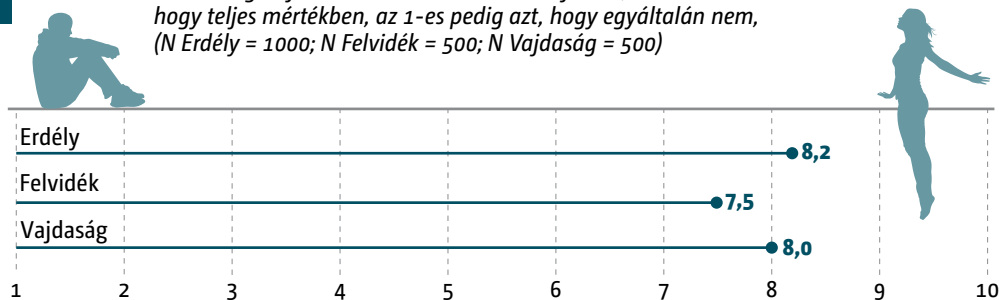 hogy teljes mértékben, az 1-es pedig azt, hogy egyáltalán nem,
(N Erdély = 1000; N Felvidék = 500; N Vajdaság = 500)
Erdély
8,2
Felvidék
7,5
Vajdaság
8,0
1 2 3 4 5 6 7 8 9 10